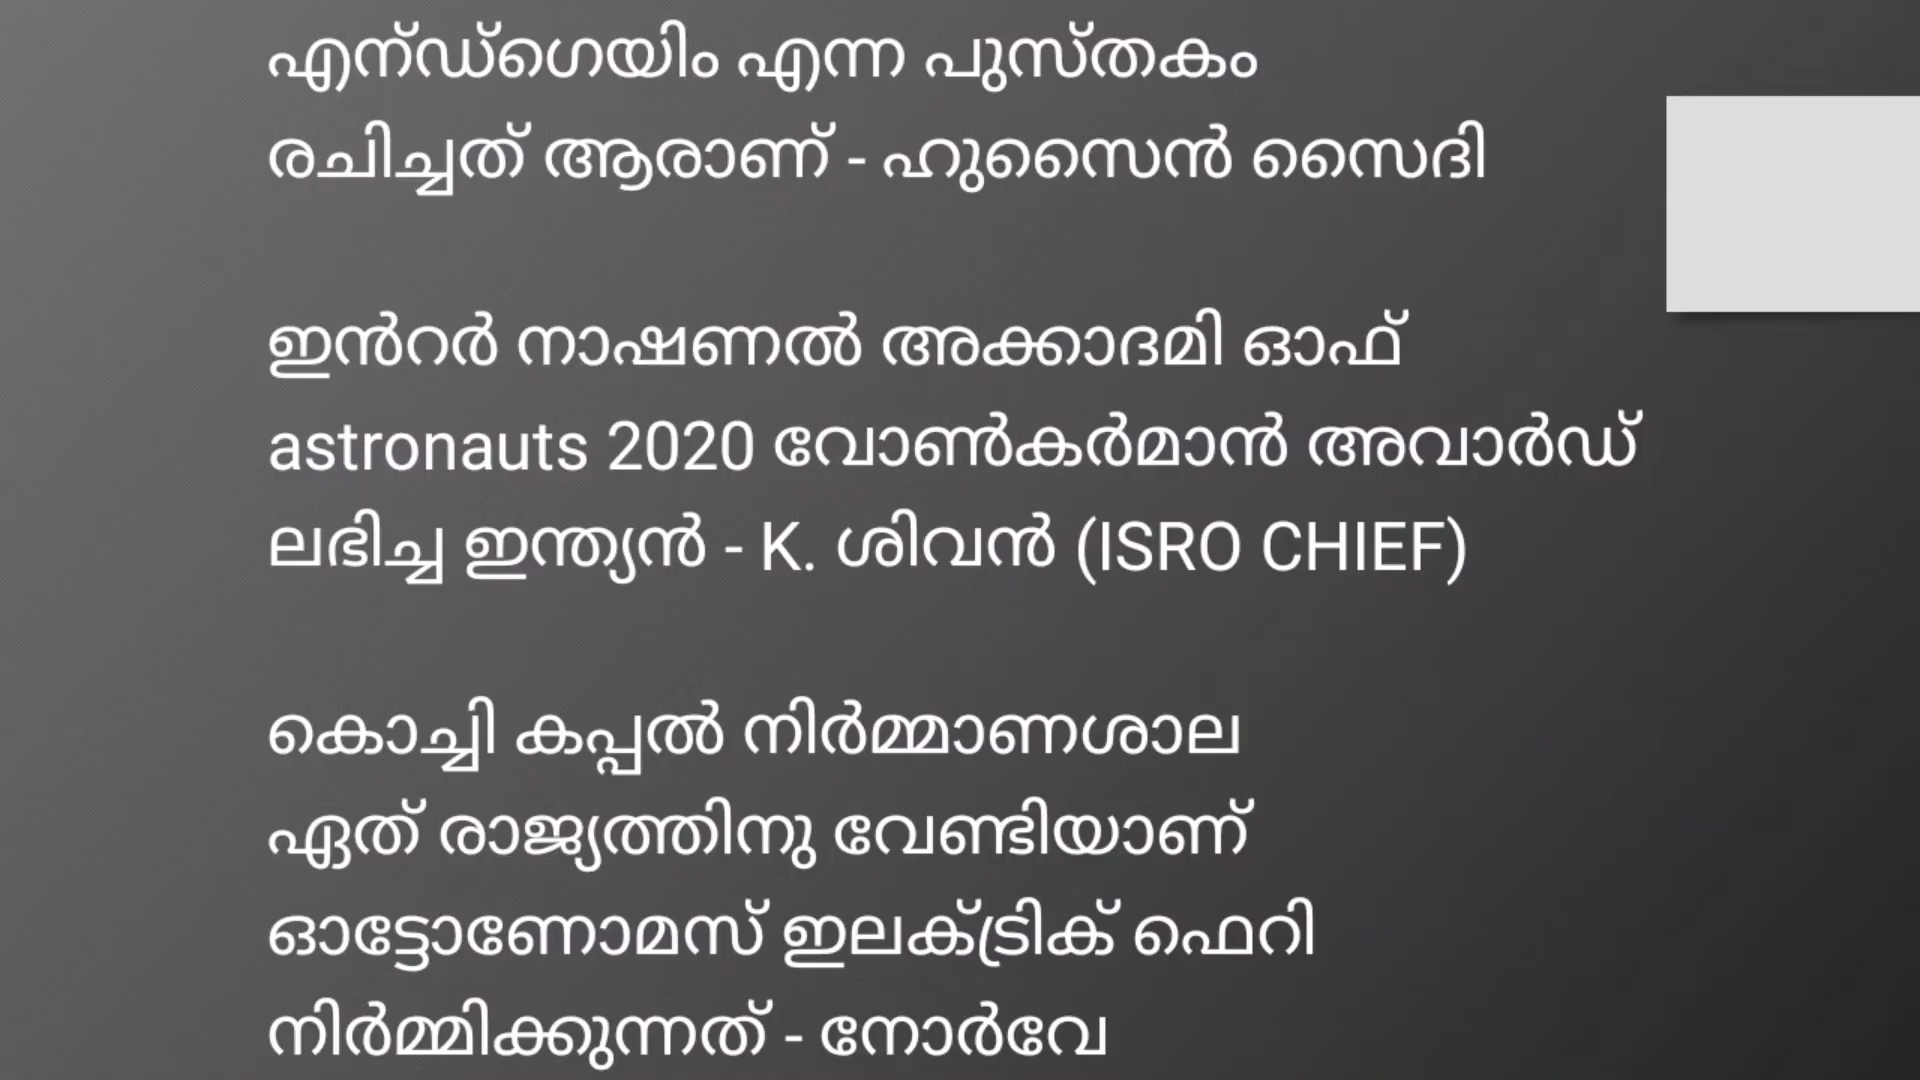 എന്ഡ്ഗെയിം എന്ന പുസ്തകം
രചിച്ചത് ആരാണ് - ഹുസൈൻ സൈദി
ഇൻറർ നാഷണൽ അക്കാദമി ഓഫ്
astronauts 2020 വോൺകർമാൻ അവാർഡ്
ലഭിച്ച ഇന്ത്യൻ - K. ശിവൻ (ISRO CHIEF)
കൊച്ചി കപ്പൽ നിർമ്മാണശാല
ഏത് രാജ്യത്തിനു വേണ്ടിയാണ്
ഓട്ടോണോമസ് ഇലക്ട്രിക് ഫെറി
നിർമ്മിക്കുന്നത് - നോർവേ